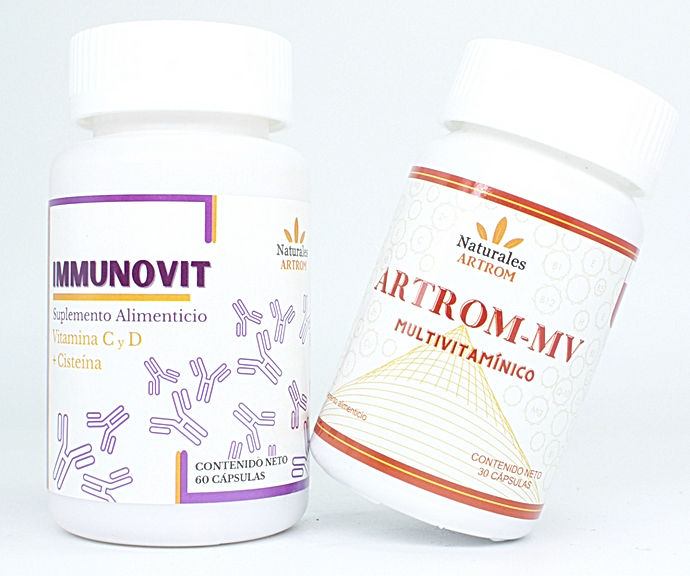 IMMUNOVIT
Suplemento Alimenticio
Vitamina C y D
+ Cisteína
Naturales
ARTROM
CONTENIDO NETO
60 CÁPSULAS
Naturales
ARTROM
ARTROM-MV
MULTIVITAMÍNICO
alimenticio
CONTENIDO NETO
30 CÁPSULAS